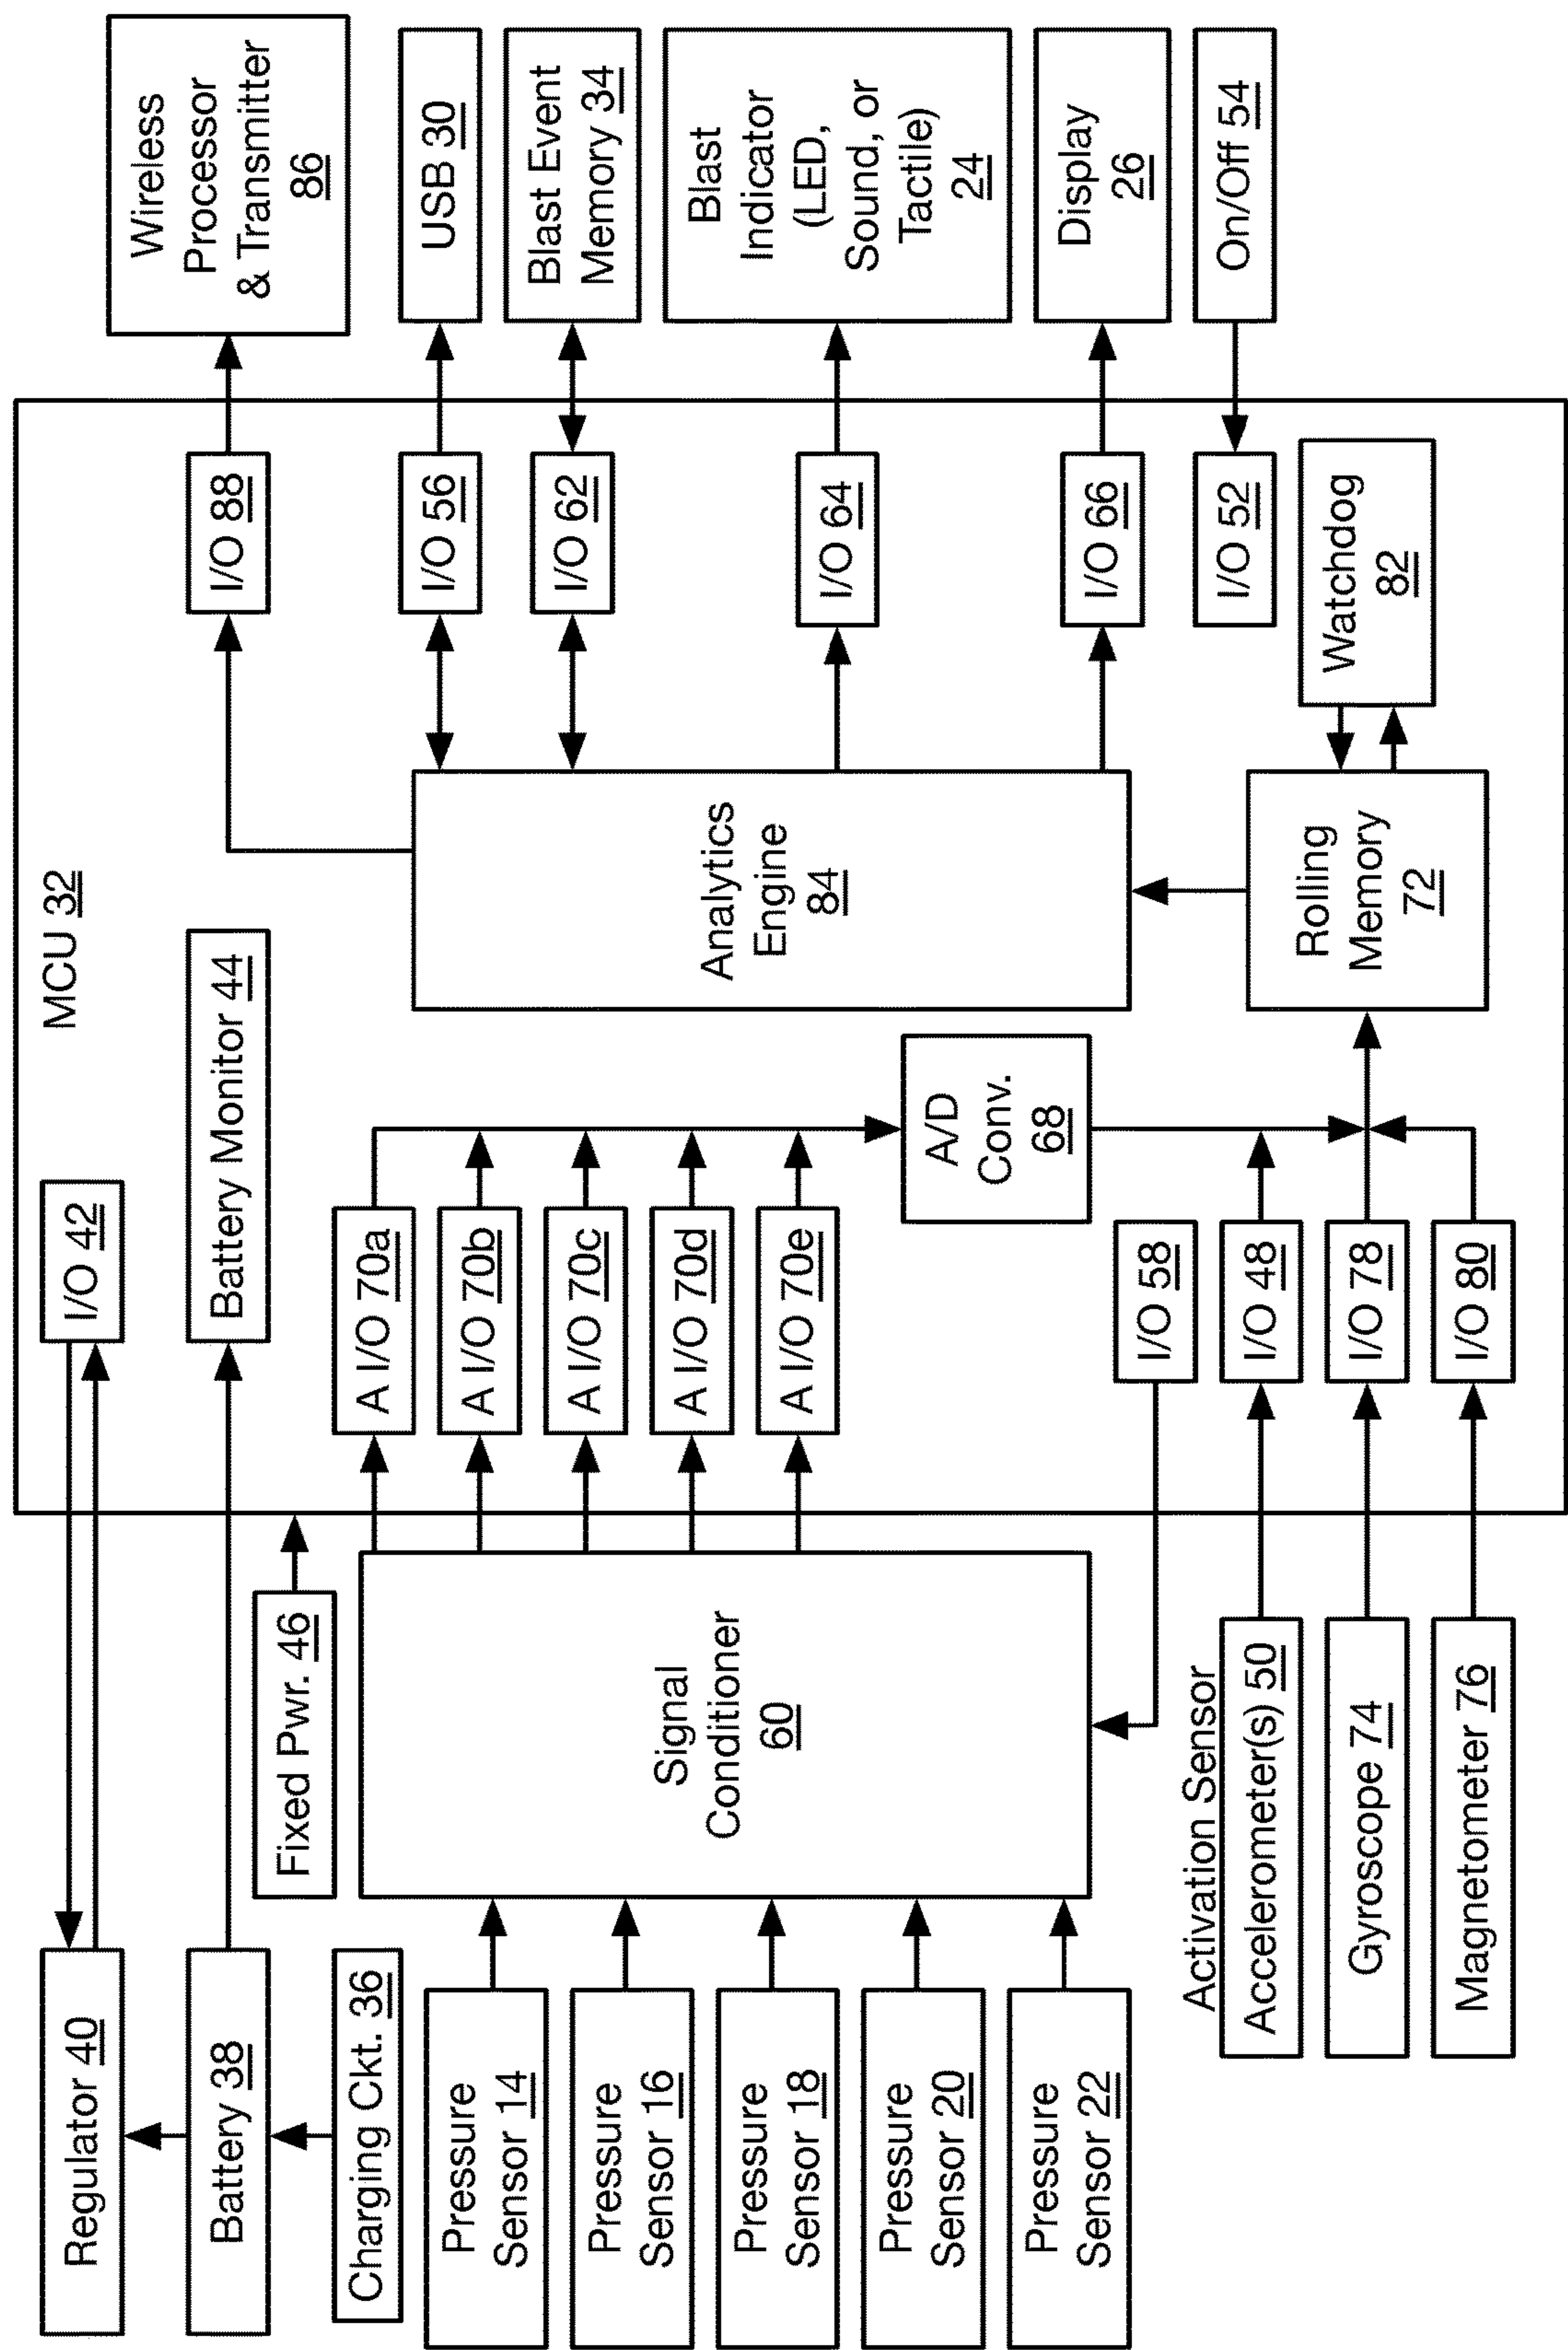 Regulator 40
Battery 38
Charging Ckt. 36
Pressure
Sensor 14
Pressure
Sensor 16
Pressure
Sensor 18
Pressure
Sensor 20
Pressure
Sensor 22
Activation Sensor
Accelerometer(s) 50
Gyroscope 74
Magnetometer 76
Fixed Pwr. 46
Signal
Conditioner
60
MCU 32
I/O 42
Battery Monitor 44
A I/O 70a
A I/O 70b
A I/O 70c
A I/O 70d
A I/O 70e
I/O 58
I/O 48
I/O 78
I/O 80
A/D
Conv.
68
Analytics
Engine
84
Rolling
Memory
72
I/O 88
I/O 56
I/O 62
I/O 64
I/O 66
I/O 52
Watchdog
82
Wireless
Processor
& Transmitter
86
USB 30
Blast Event
Memory 34
Blast
Indicator
(LED,
Sound, or
Tactile)
24
Display
26
On/Off 54